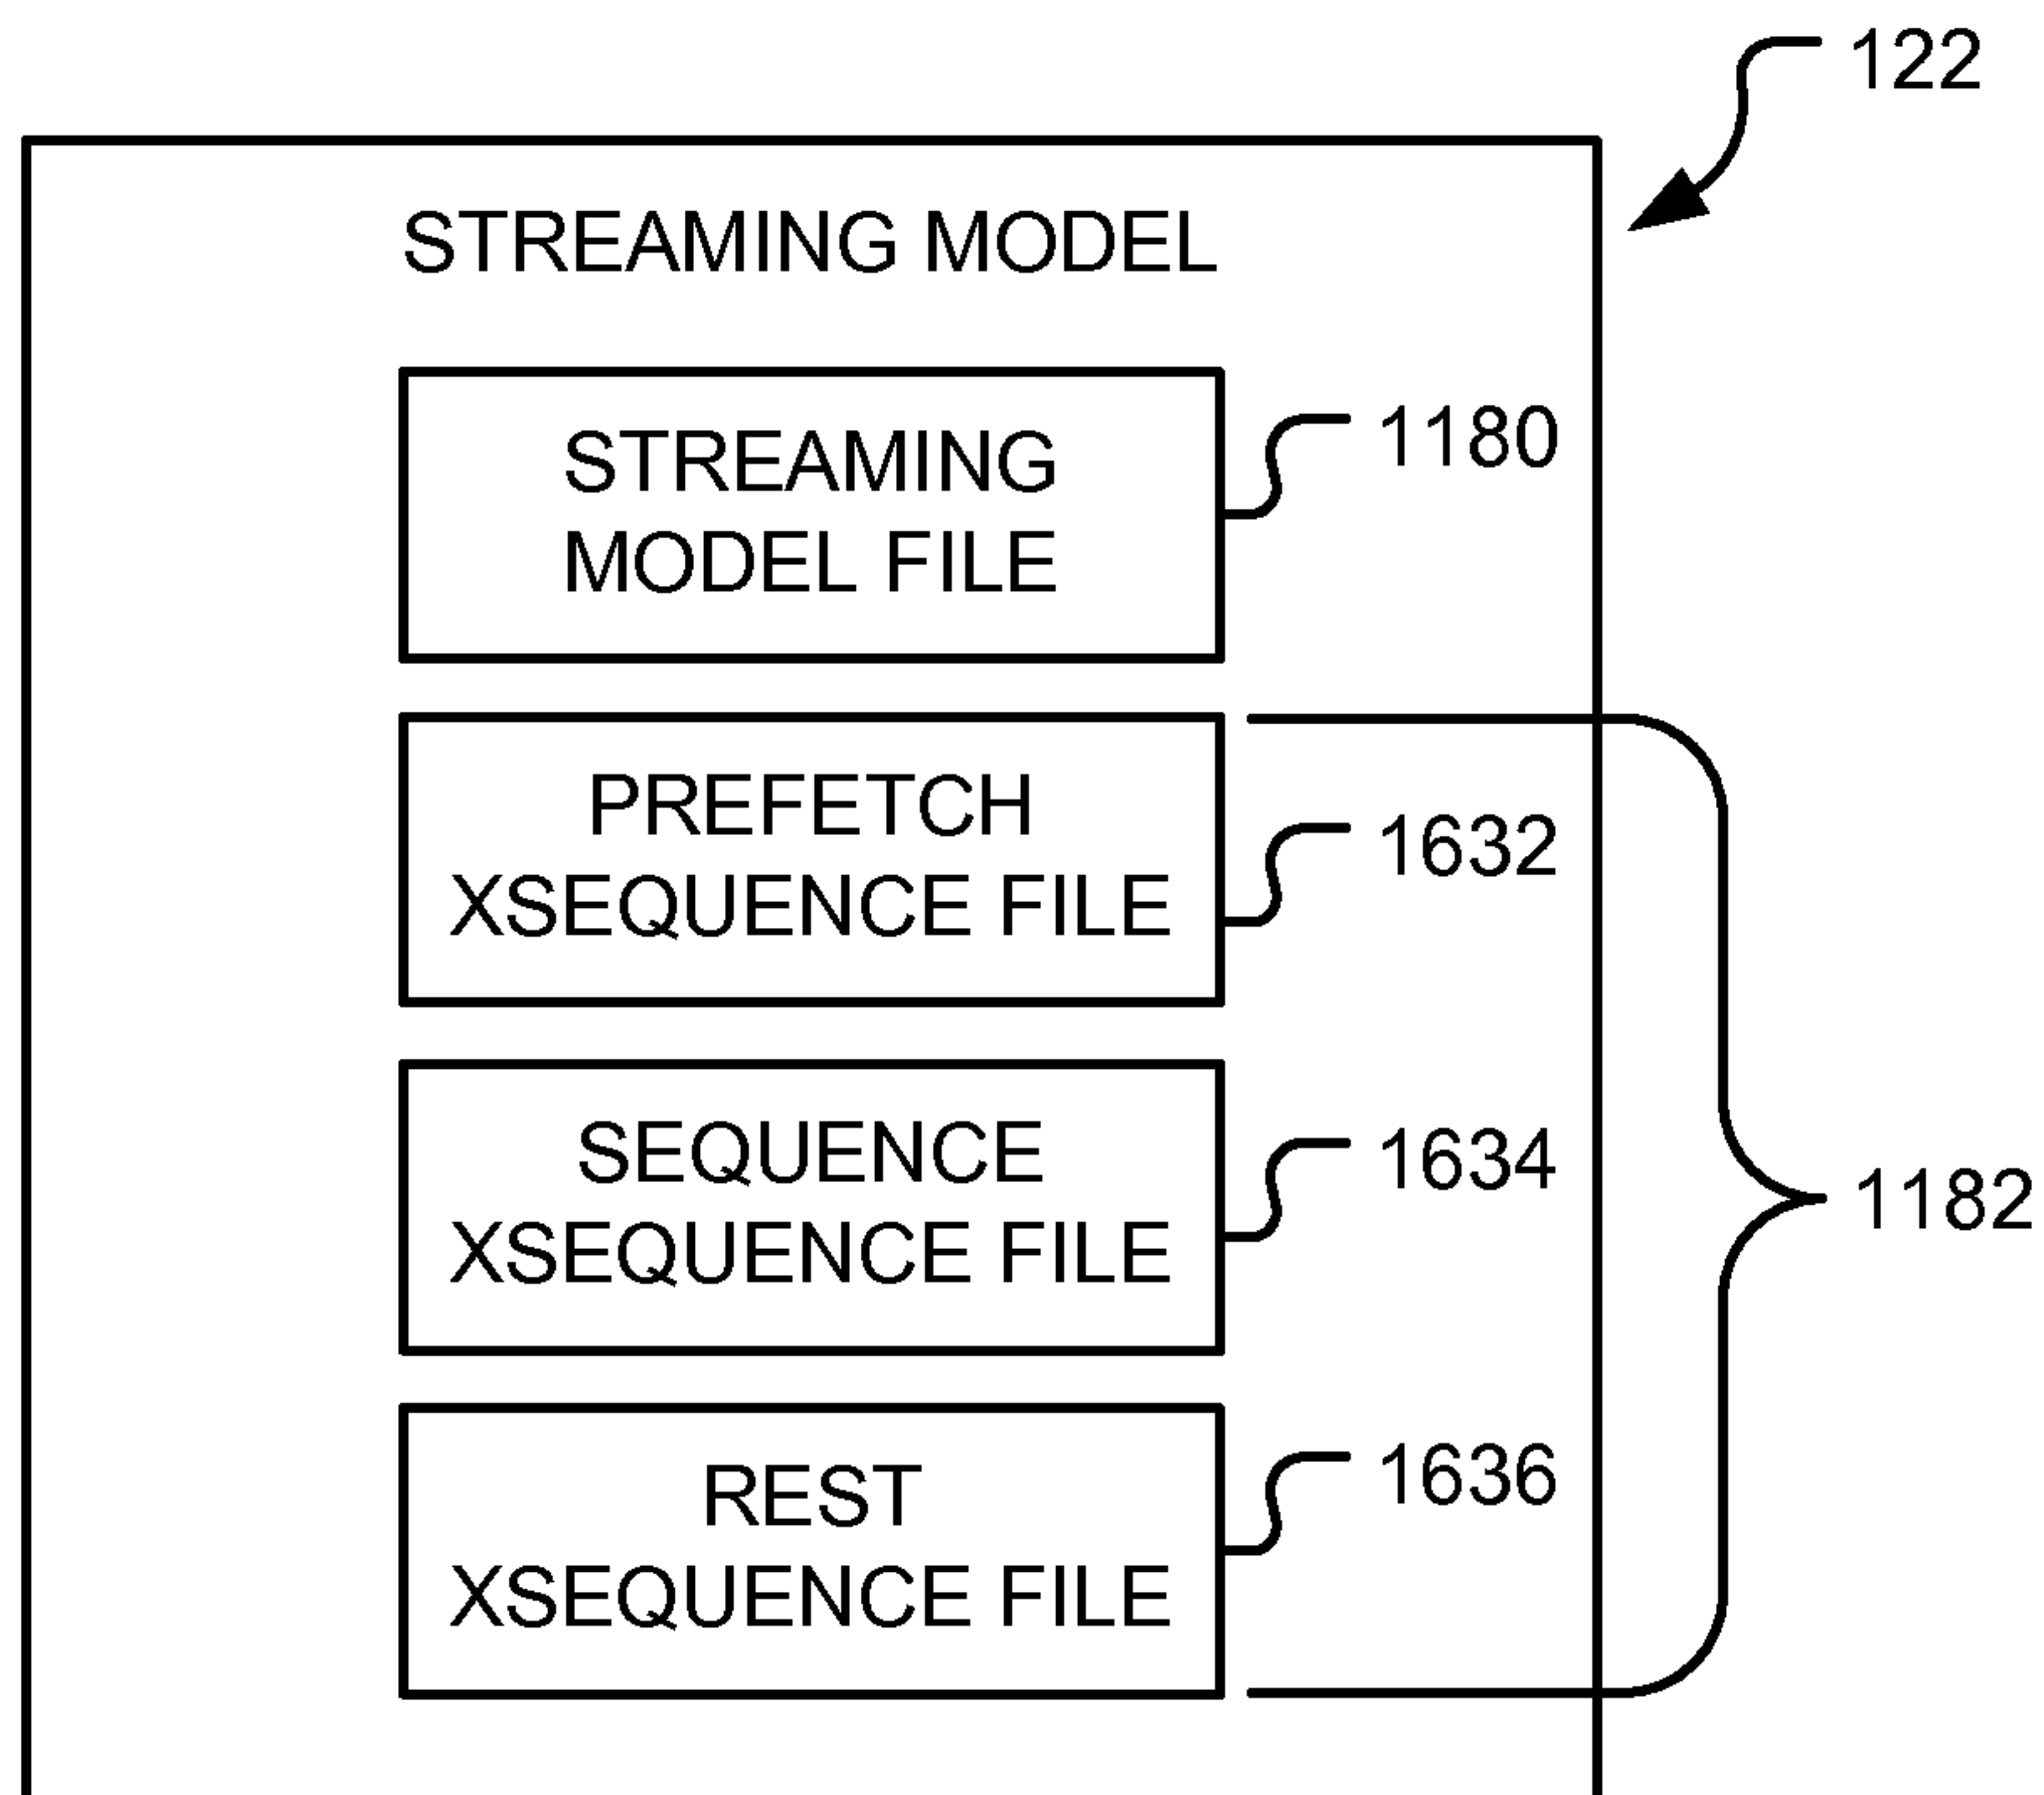 122
STREAMING MODEL
STREAMING
MODEL FILE
1180
PREFETCH
XSEQUENCE FILE
1632
SEQUENCE
XSEQUENCE FILE
1634
1182
REST
XSEQUENCE FILE
1636